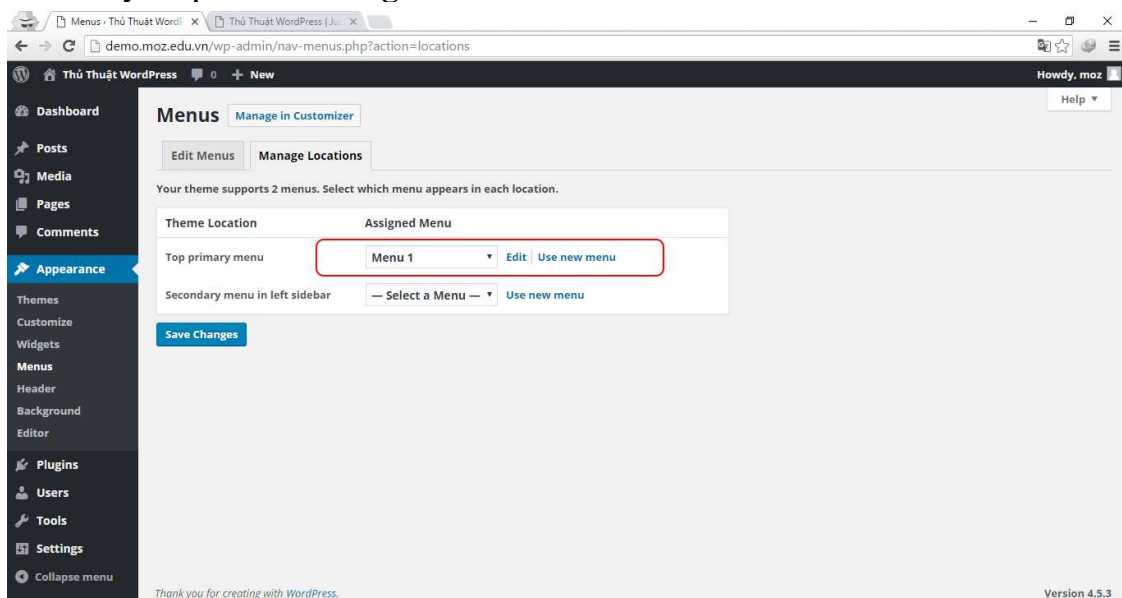 Menus ‹ Thủ Thuật Word
Thủ Thuật WordPress | Ju
demo.moz.edu.vn/wp-admin/nav-menus.php?action=locations
Thủ Thuật WordPress 0 + New Howdy, moz
Help ▼
Dashboard
Posts
Media
Pages
Comments
Appearance
Themes
Customize
Widgets
Menus
Header
Background
Editor
Plugins
Users
Tools
Settings
Collapse menu
Menus Manage in Customizer
Edit Menus Manage Locations
Your theme supports 2 menus. Select which menu appears in each location.
Theme Location Assigned Menu
Top primary menu Menu 1 ▼ Edit | Use new menu
Secondary menu in left sidebar — Select a Menu — ▼ Use new menu
Save Changes
Thank you for creating with WordPress. Version 4.5.3